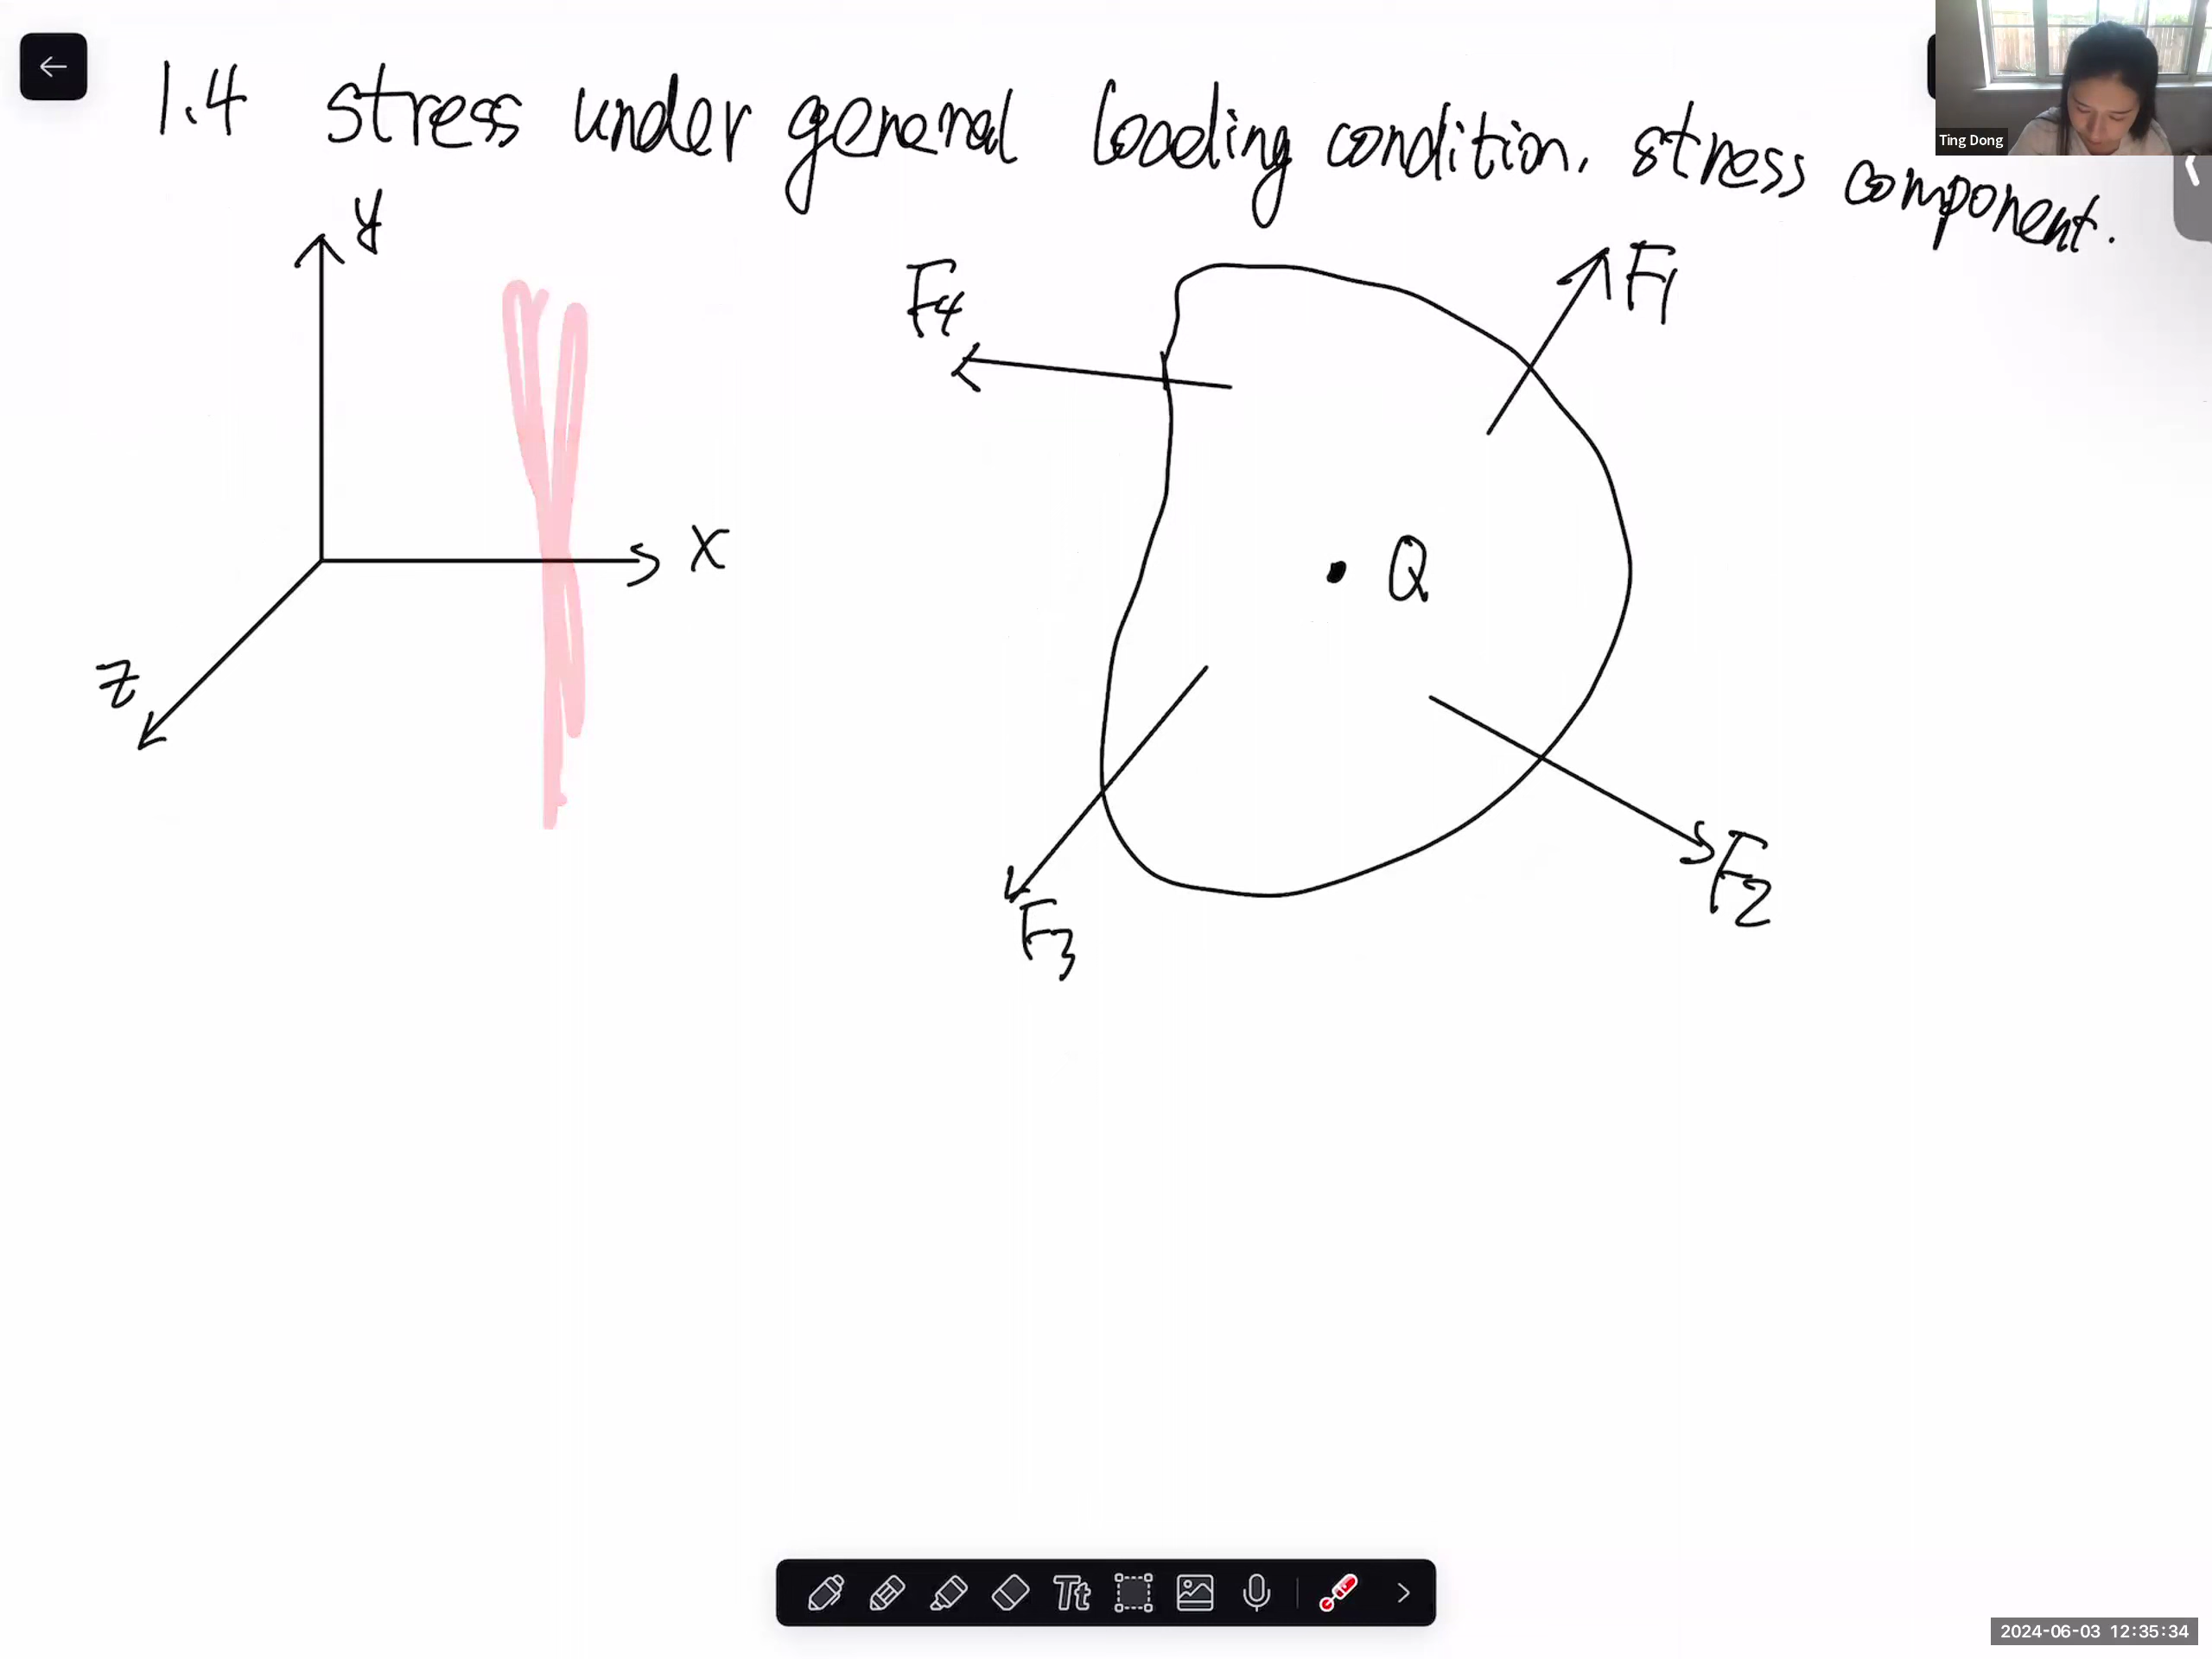 1.4 stress under general loading condition. stress component.
Ting Dong
y
F4
F1
x
Q
z
F2
F3
Tt
2024-06-03 12:35:34